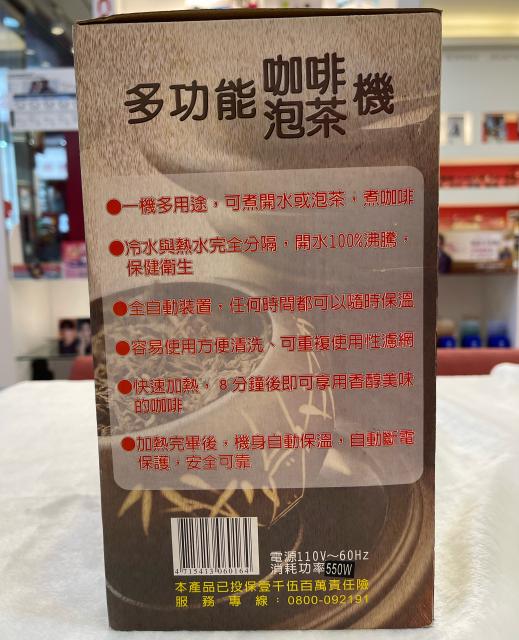 多功能咖啡泡茶機
●一機多用途，可煮開水或泡茶，煮咖啡
●冷水與熱水完全分隔，開水100%沸騰，
保健衛生
●全自動裝置，任何時間都可以隨時保溫
●容易使用方便清洗、可重複使用性濾網
●快速加熱，8分鐘後即可享用香醇美味
的咖啡
●加熱完畢後，機身自動保溫，自動斷電
保護，安全可靠
4715413060164
電源110V～60Hz
消耗功率550W
本產品已投保壹千伍百萬責任險
服務專線：0800-092191